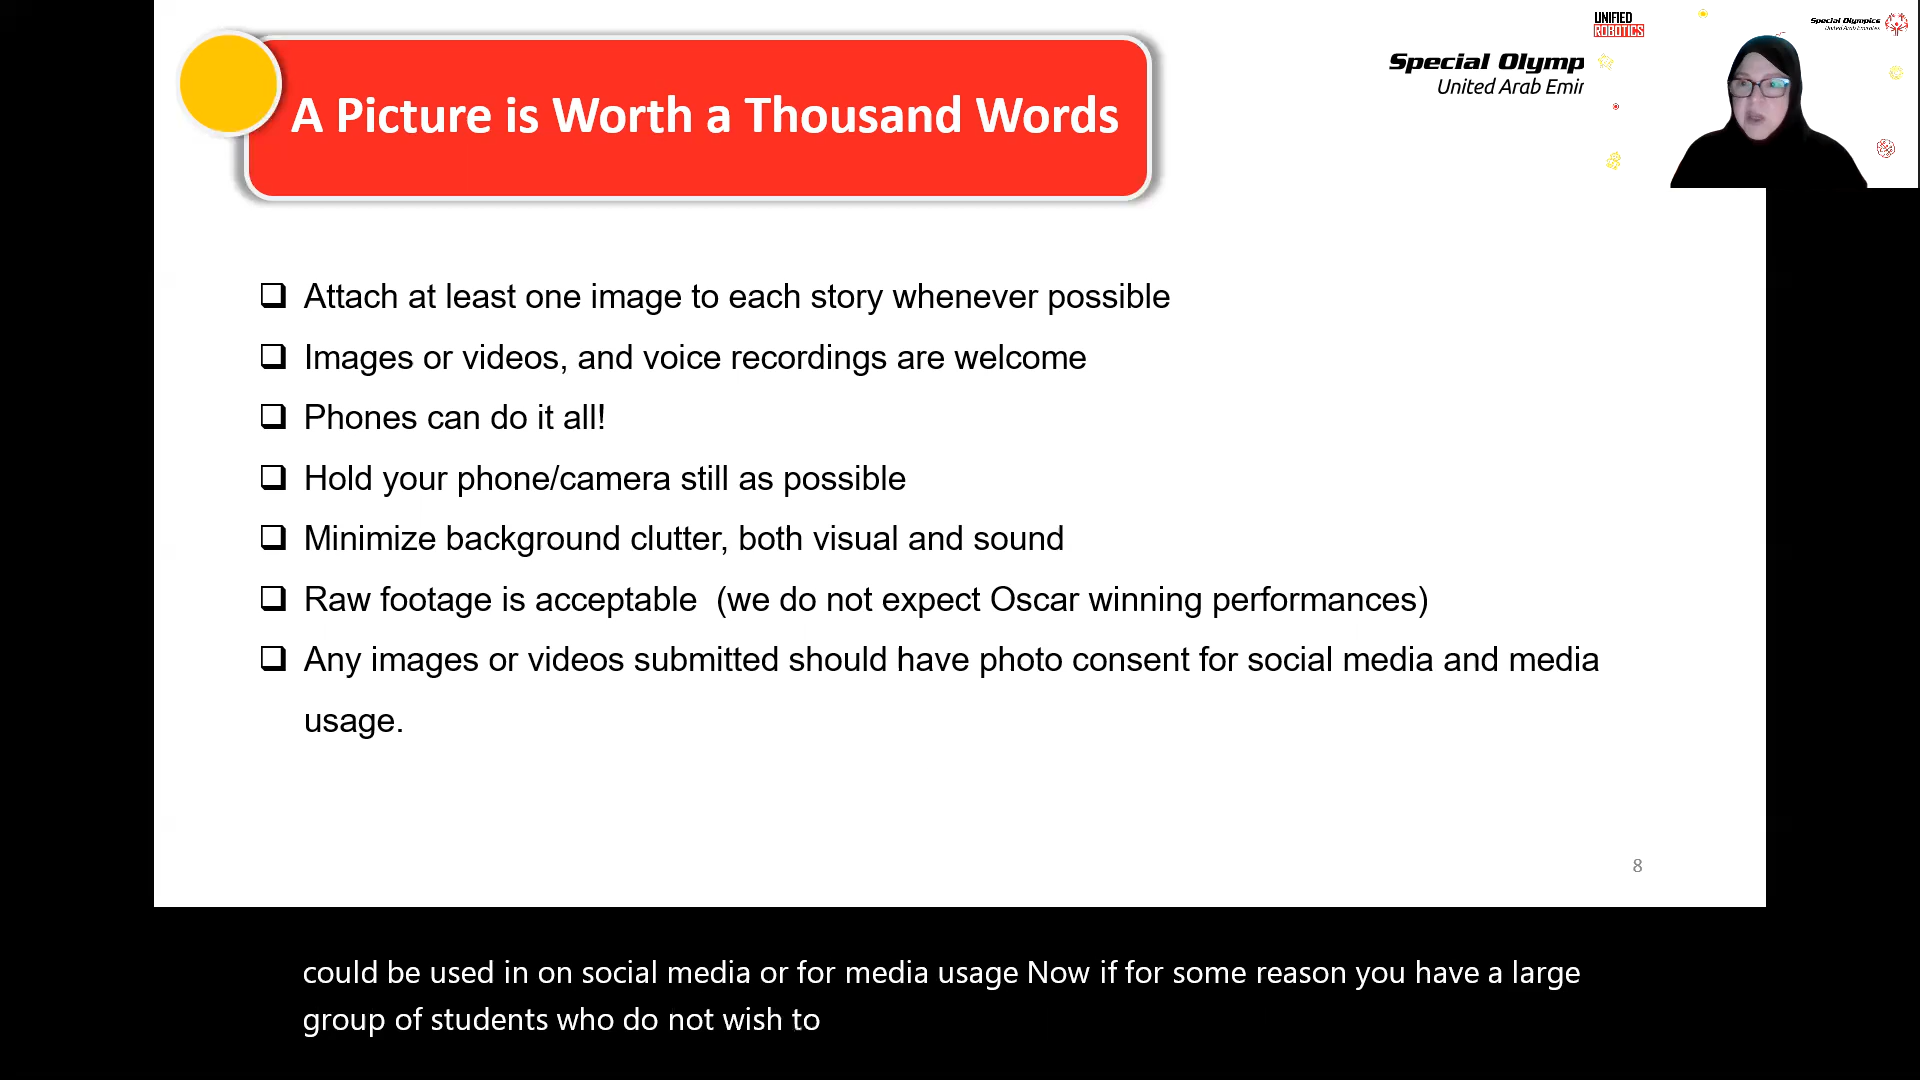 A Picture is Worth a Thousand Words
Special Olymp
United Arab Emir
UNIFIED
ROBOTICS
Special Olympics
United Arab Emirates
Attach at least one image to each story whenever possible
Images or videos, and voice recordings are welcome
Phones can do it all!
Hold your phone/camera still as possible
Minimize background clutter, both visual and sound
Raw footage is acceptable  (we do not expect Oscar winning performances)
Any images or videos submitted should have photo consent for social media and media
usage.
8
could be used in on social media or for media usage Now if for some reason you have a large
group of students who do not wish to